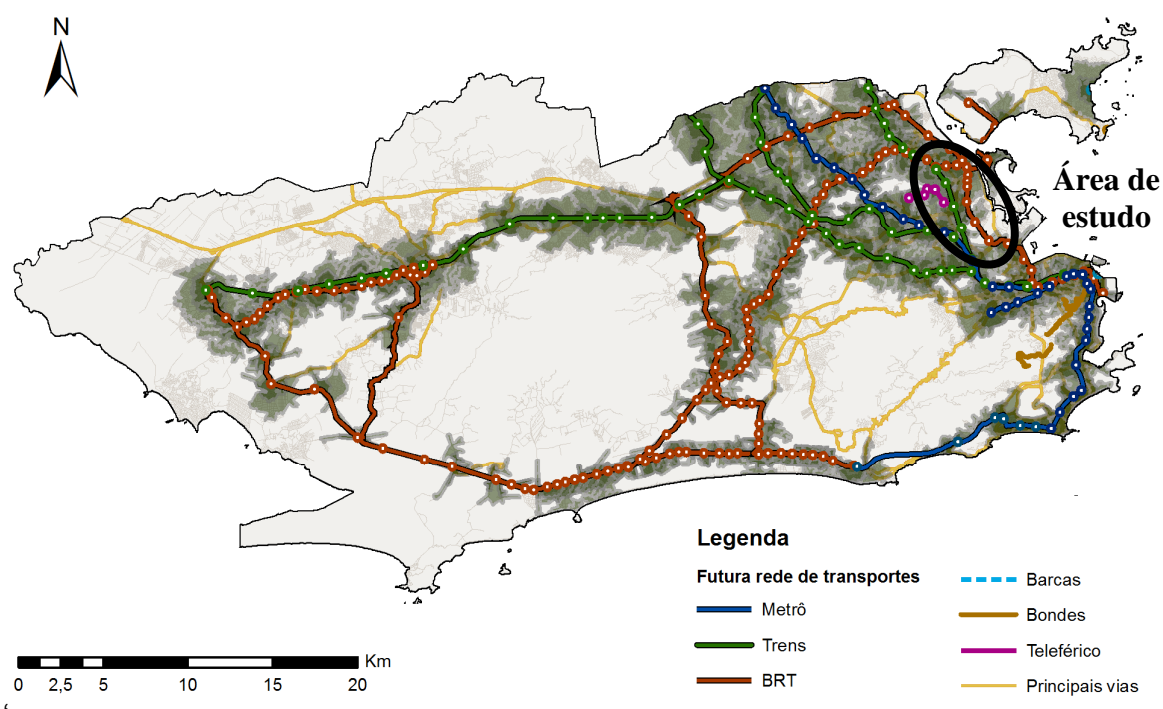 N
Área de
estudo
Legenda
Futura rede de transportes
Metrô
Trens
BRT
Barcas
Bondes
Teleférico
Principais vias
Km
0 2,5 5 10 15 20